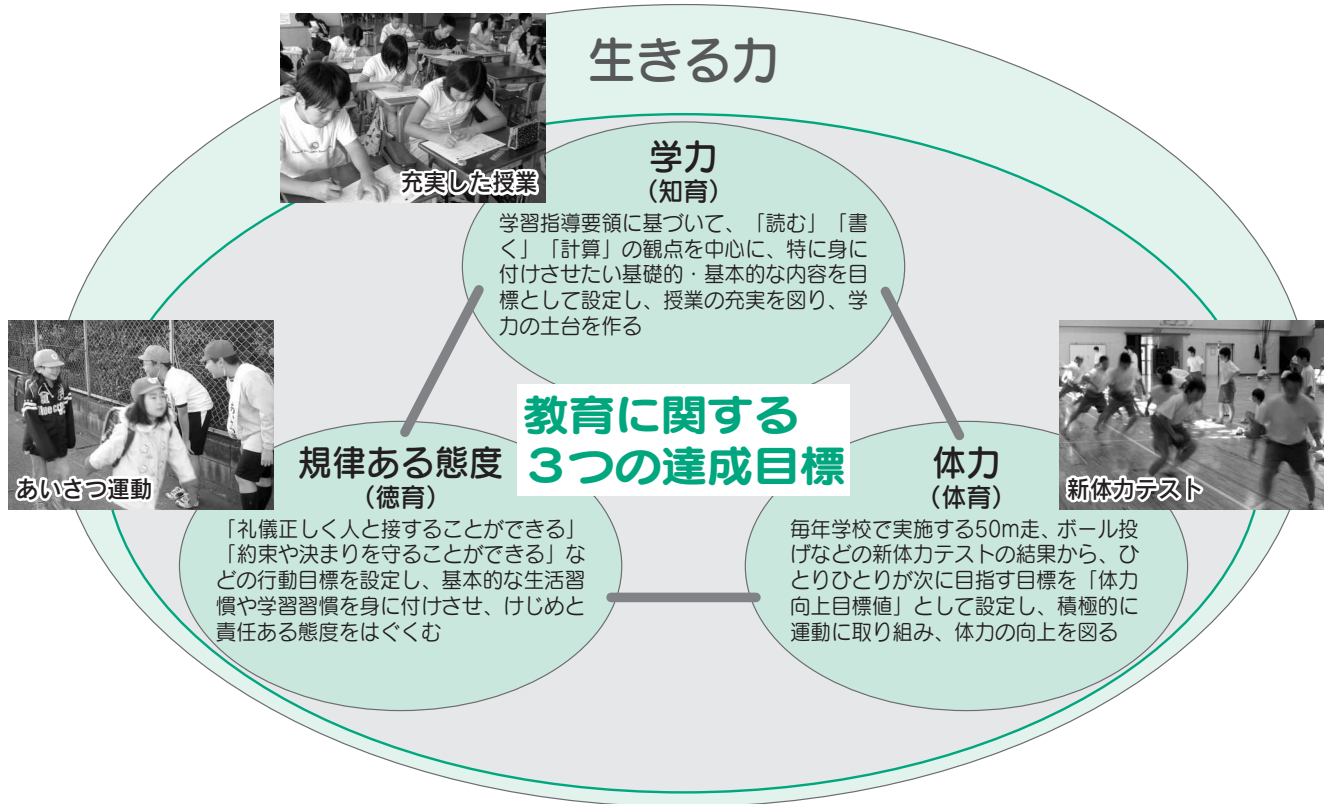 生きる力
充実した授業
学力
（知育）
学習指導要領に基づいて、「読む」「書
く」「計算」の観点を中心に、特に身に
付けさせたい基礎的・基本的な内容を目
標として設定し、授業の充実を図り、学
力の土台を作る
教育に関する
３つの達成目標
あいさつ運動
規律ある態度
（徳育）
「礼儀正しく人と接することができる」
「約束や決まりを守ることができる」な
どの行動目標を設定し、基本的な生活習
慣や学習習慣を身に付けさせ、けじめと
責任ある態度をはぐくむ
体力
（体育）
毎年学校で実施する50m走、ボール投
げなどの新体力テストの結果から、ひ
とりひとりが次に目指す目標を「体力
向上目標値」として設定し、積極的に
運動に取り組み、体力の向上を図る
新体力テスト